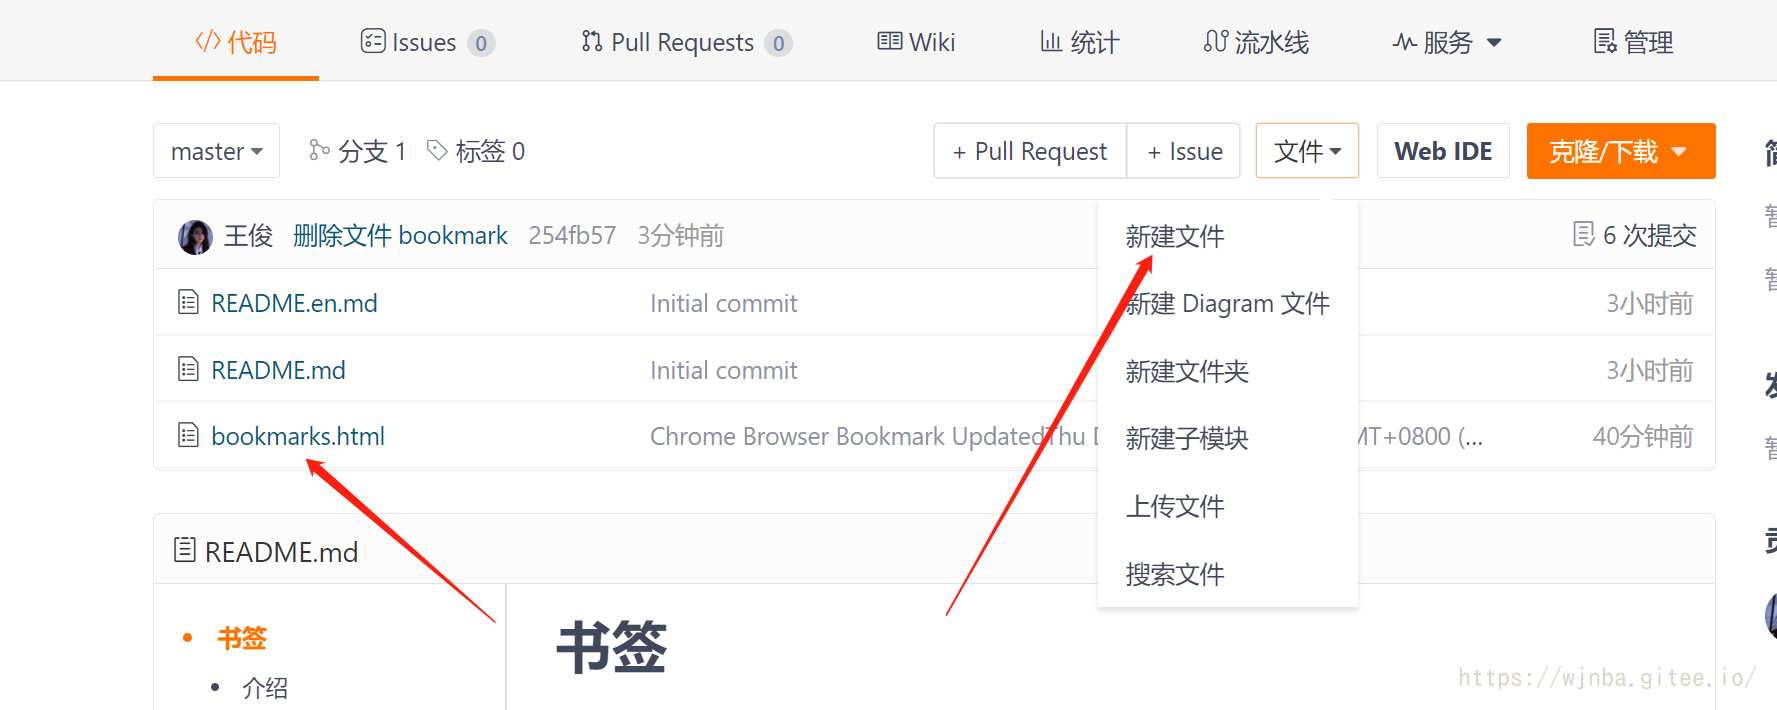 代码 Issues 0 Pull Requests 0 Wiki 统计 流水线 服务 管理
master 分支 1 标签 0 + Pull Request + Issue 文件 Web IDE 克隆/下载
王俊 删除文件 bookmark 254fb57 3分钟前 6 次提交
新建文件
README.en.md Initial commit 3小时前
新建 Diagram 文件
README.md Initial commit 3小时前
新建文件夹
bookmarks.html Chrome Browser Bookmark UpdatedThu MT+0800 (... 40分钟前
新建子模块
上传文件
搜索文件
README.md
书签
介绍
书签
https://wjnba.gitee.io/